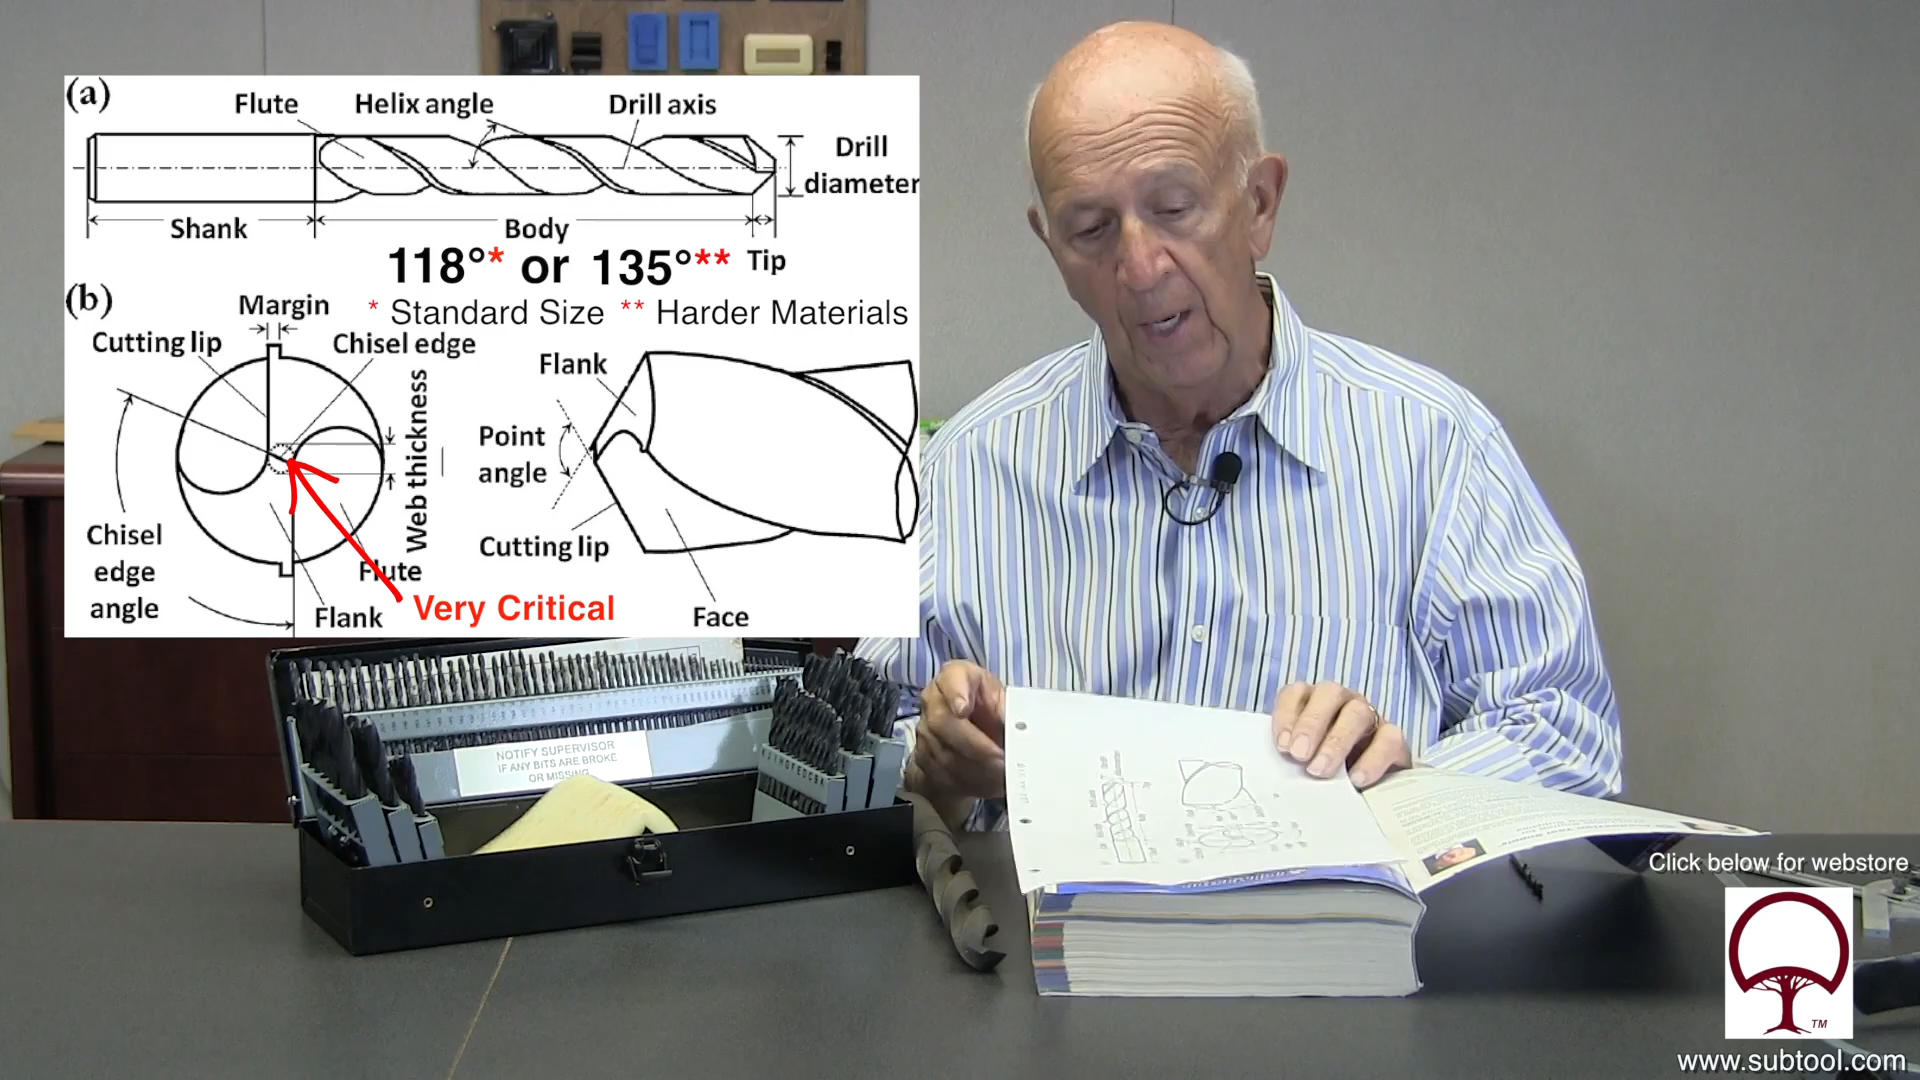 (a)
Flute
Helix angle
Drill axis
Drill
diameter
Shank
Body
118°* or 135°**
Tip
* Standard Size ** Harder Materials
(b)
Margin
Cutting lip
Chisel edge
Web thickness
Flank
Point
angle
Cutting lip
Chisel
edge
angle
Flute
Flank
Very Critical
Face
NOTIFY SUPERVISOR
IF ANY BITS ARE BROKE
OR MISSING
Click below for webstore
TM
www.subtool.com